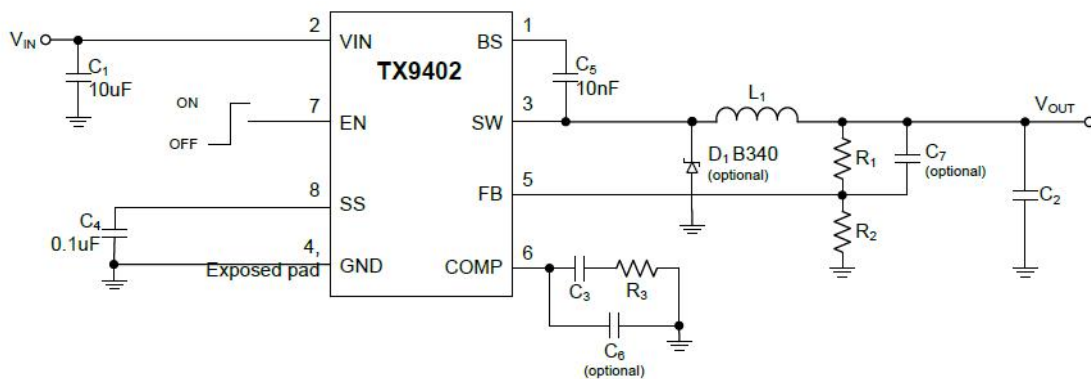 V_IN
2
VIN
TX9402
BS
1
C₁
10uF
C₅
10nF
ON
OFF
7
EN
SW
3
L₁
V_OUT
D₁ B340
(optional)
R₁
C₇
(optional)
8
SS
FB
5
C₄
0.1uF
R₂
C₂
4,
Exposed pad
GND
COMP
6
C₃
R₃
C₆
(optional)